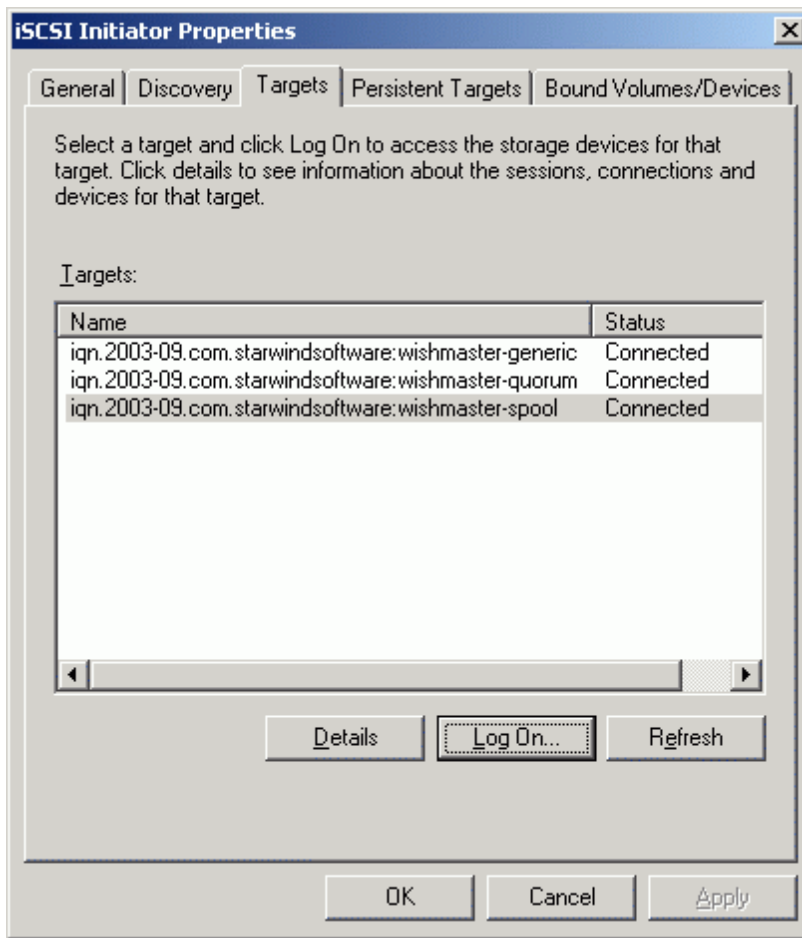 iSCSI Initiator Properties
General Discovery Targets Persistent Targets Bound Volumes/Devices
Select a target and click Log On to access the storage devices for that
target. Click details to see information about the sessions, connections and
devices for that target.
Targets:
Name Status
iqn.2003-09.com.starwindsoftware:wishmaster-generic Connected
iqn.2003-09.com.starwindsoftware:wishmaster-quorum Connected
iqn.2003-09.com.starwindsoftware:wishmaster-spool Connected
Details Log On... Refresh
OK Cancel Apply